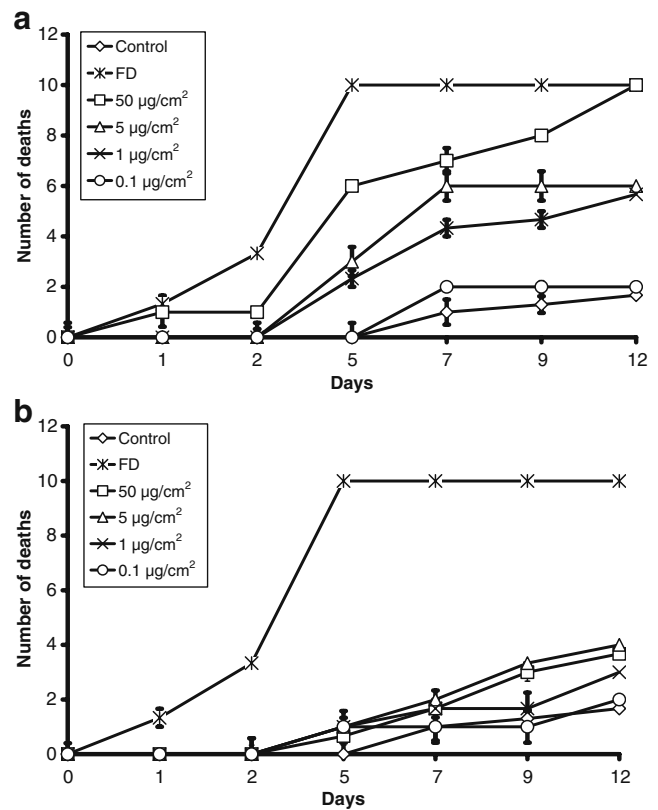 a
12
10
8
6
4
2
0
Number of deaths
Control
FD
50 µg/cm²
5 µg/cm²
1 µg/cm²
0.1 µg/cm²
0 1 2 5 7 9 12
Days
b
12
10
8
6
4
2
0
Number of deaths
Control
FD
50 µg/cm²
5 µg/cm²
1 µg/cm²
0.1 µg/cm²
0 1 2 5 7 9 12
Days